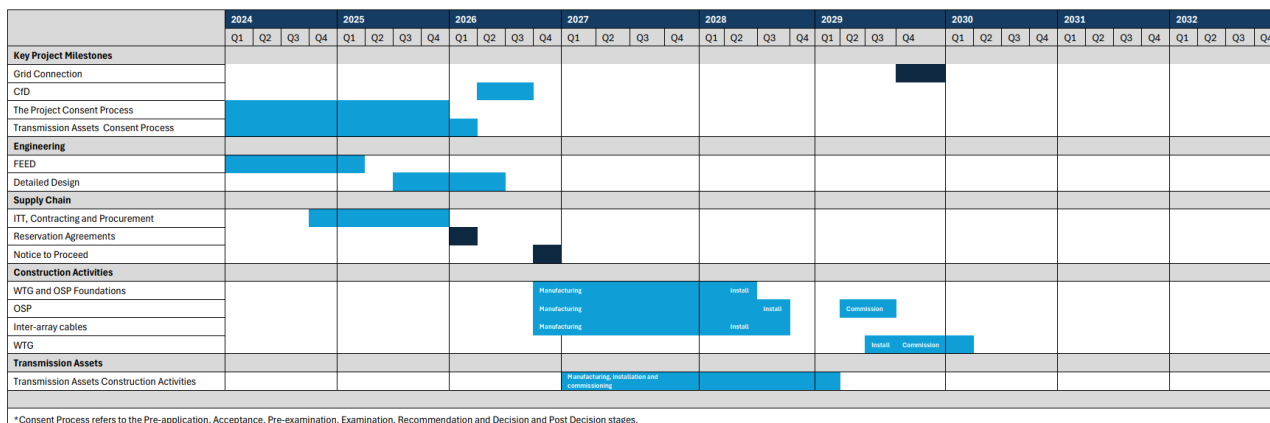 2024 2025 2026 2027 2028 2029 2030 2031 2032
Q1 Q2 Q3 Q4 Q1 Q2 Q3 Q4 Q1 Q2 Q3 Q4 Q1 Q2 Q3 Q4 Q1 Q2 Q3 Q4 Q1 Q2 Q3 Q4 Q1 Q2 Q3 Q4 Q1 Q2 Q3 Q4 Q1 Q2 Q3 Q4
Key Project Milestones
Grid Connection
CfD
The Project Consent Process
Transmission Assets Consent Process
Engineering
FEED
Detailed Design
Supply Chain
ITT, Contracting and Procurement
Reservation Agreements
Notice to Proceed
Construction Activities
WTG and OSP Foundations Manufacturing Install
OSP Manufacturing Install Commission
Inter-array cables Manufacturing Install
WTG Install Commission
Transmission Assets
Transmission Assets Construction Activities Manufacturing, installation and
commissioning
*Consent Process refers to the Pre-application, Acceptance, Pre-examination, Examination, Recommendation and Decision and Post Decision stages.